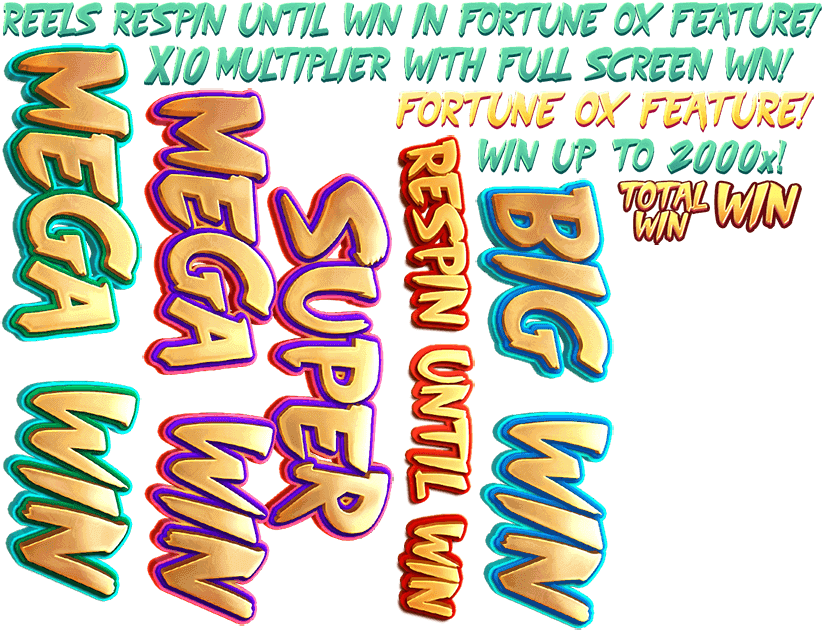 REELS RESPIN UNTIL WIN IN FORTUNE OX FEATURE!
X10 MULTIPLIER WITH FULL SCREEN WIN!
FORTUNE OX FEATURE!
WIN UP TO 2000x!
TOTAL
WIN
WIN
MEGA WIN
SUPER
MEGA WIN
RESPIN UNTIL WIN
BIG WIN